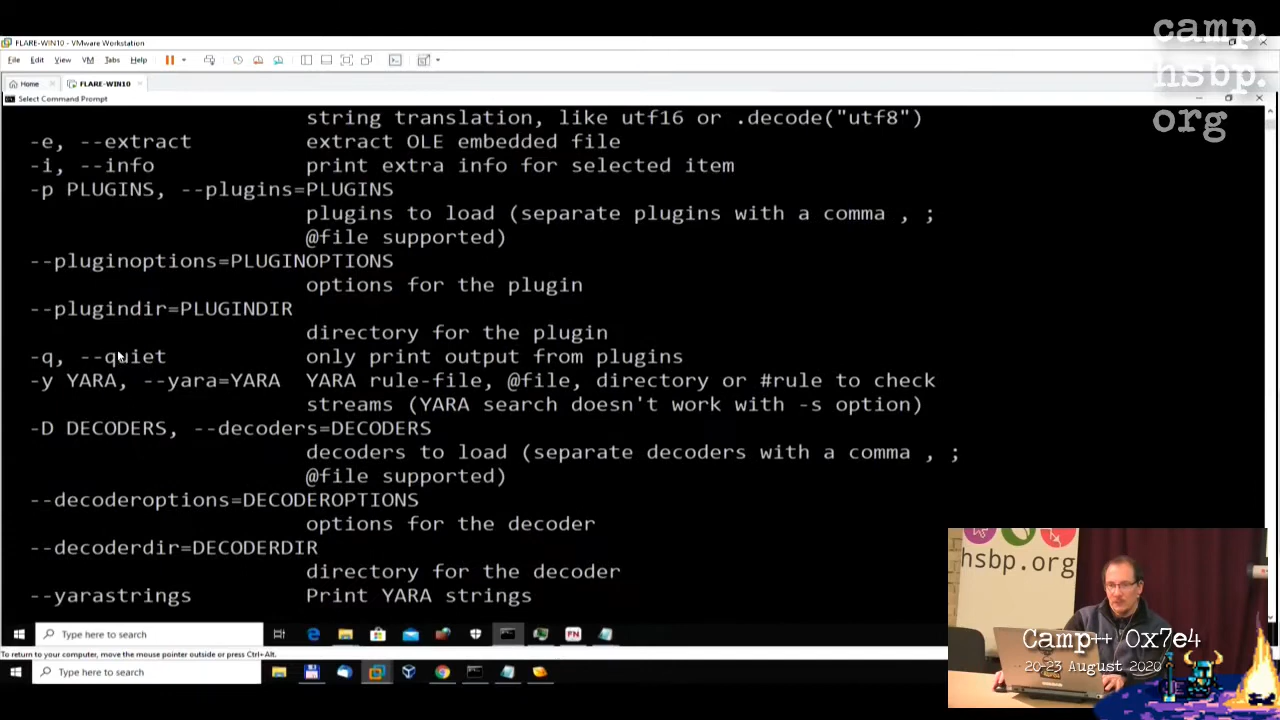 FLARE-WIN10 - VMware Workstation
File Edit View VM Tabs Help
Home FLARE-WIN10
Select Command Prompt
string translation, like utf16 or .decode("utf8")
-e, --extract extract OLE embedded file
-i, --info print extra info for selected item
-p PLUGINS, --plugins=PLUGINS
plugins to load (separate plugins with a comma , ;
@file supported)
--pluginoptions=PLUGINOPTIONS
options for the plugin
--plugindir=PLUGINDIR
directory for the plugin
-q, --quiet only print output from plugins
-y YARA, --yara=YARA YARA rule-file, @file, directory or #rule to check
streams (YARA search doesn't work with -s option)
-D DECODERS, --decoders=DECODERS
decoders to load (separate decoders with a comma , ;
@file supported)
--decoderoptions=DECODEROPTIONS
options for the decoder
--decoderdir=DECODERDIR
directory for the decoder
--yarastrings Print YARA strings
Type here to search
FN
To return to your computer, move the mouse pointer outside or press Ctrl+Alt.
Type here to search
camp.
hsbp.
org
hsbp.org
Camp++ 0x7e4
20-23 August 2020